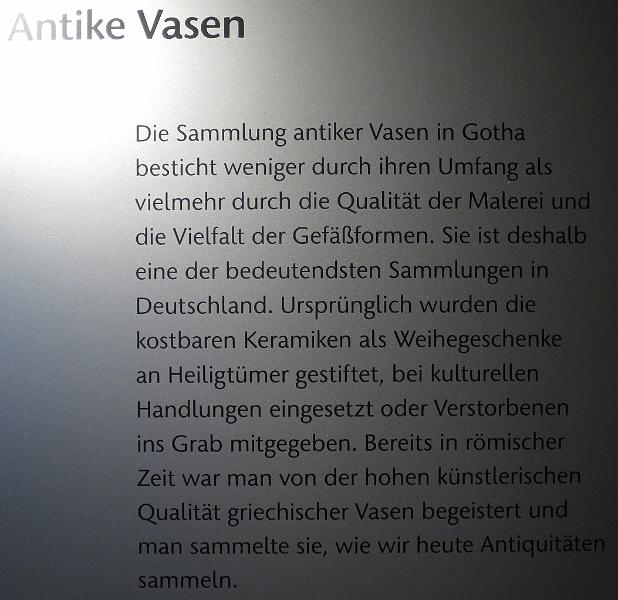 Antike Vasen
Die Sammlung antiker Vasen in Gotha
besticht weniger durch ihren Umfang als
vielmehr durch die Qualität der Malerei und
die Vielfalt der Gefäßformen. Sie ist deshalb
eine der bedeutendsten Sammlungen in
Deutschland. Ursprünglich wurden die
kostbaren Keramiken als Weihegeschenke
an Heiligtümer gestiftet, bei kulturellen
Handlungen eingesetzt oder Verstorbenen
ins Grab mitgegeben. Bereits in römischer
Zeit war man von der hohen künstlerischen
Qualität griechischer Vasen begeistert und
man sammelte sie, wie wir heute Antiquitäten
sammeln.